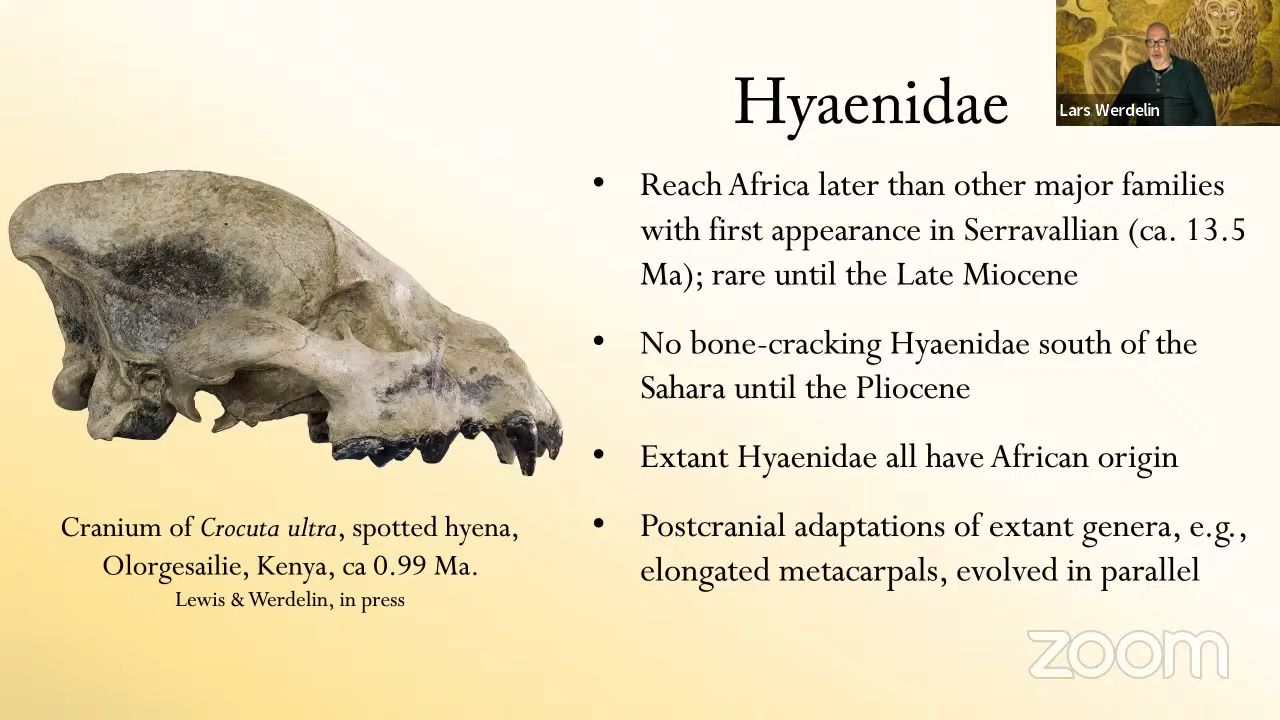 Hyaenidae
Lars Werdelin
• Reach Africa later than other major families
with first appearance in Serravallian (ca. 13.5
Ma); rare until the Late Miocene
• No bone-cracking Hyaenidae south of the
Sahara until the Pliocene
• Extant Hyaenidae all have African origin
• Postcranial adaptations of extant genera, e.g.,
elongated metacarpals, evolved in parallel
Cranium of Crocuta ultra, spotted hyena,
Olorgesailie, Kenya, ca 0.99 Ma.
Lewis & Werdelin, in press
zoom